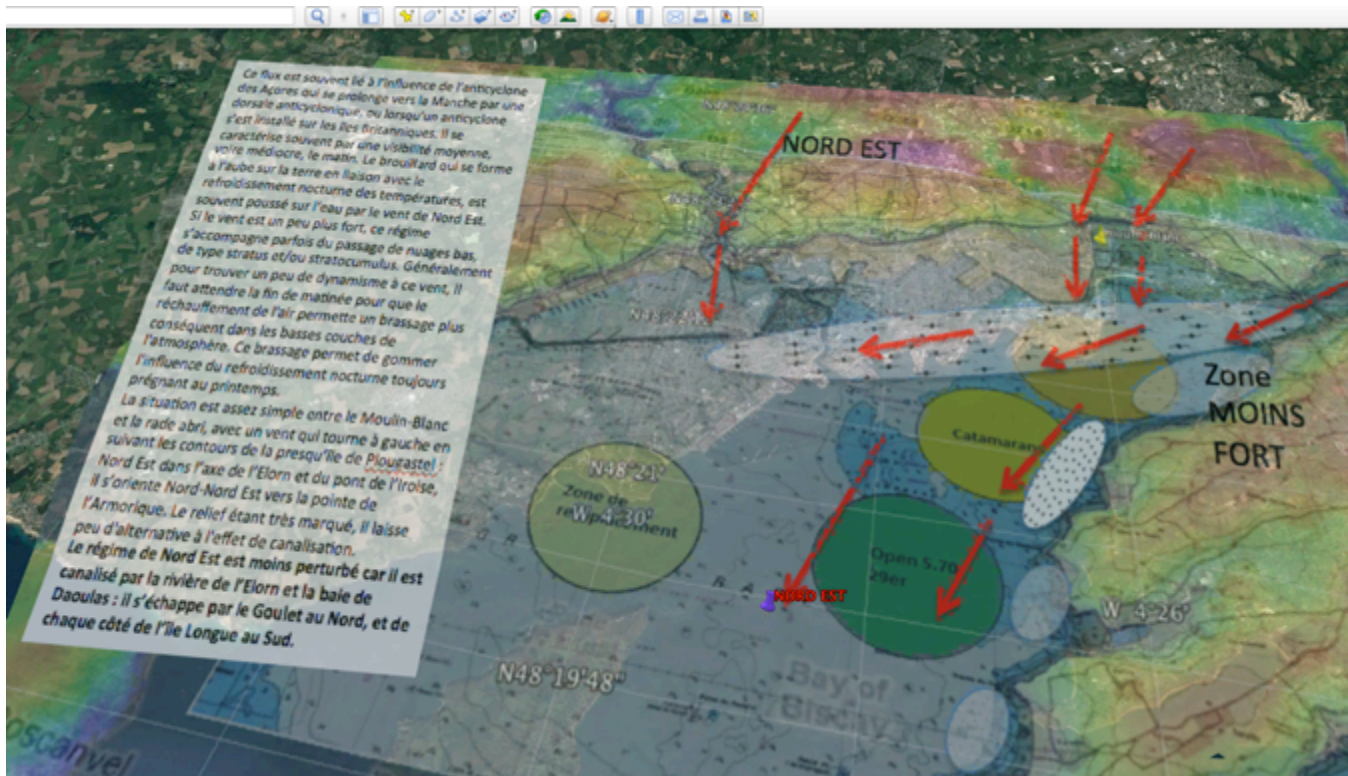 Ce flux est souvent lié à l'influence de l'anticyclone
des Açores qui se prolonge vers la Manche par une
dorsale anticyclonique, ou lorsqu'un anticyclone
s'est installé sur les îles Britanniques. Il se
caractérise souvent par une visibilité moyenne,
voire médiocre, le matin. Le brouillard qui se forme
à l'aube sur la terre en liaison avec le
refroidissement nocturne des températures, est
souvent poussé sur l'eau par le vent de Nord Est.
Si le vent est un peu plus fort, ce régime
s'accompagne parfois du passage de nuages bas,
de type stratus et/ou stratocumulus. Généralement
pour trouver un peu de dynamisme à ce vent, il
faut attendre la fin de matinée pour que le
réchauffement de l'air permette un brassage plus
conséquent dans les basses couches de
l'atmosphère. Ce brassage permet de gommer
l'influence du refroidissement nocturne toujours
prégnant au printemps.
La situation est assez simple entre le Moulin-Blanc
et la rade abri, avec un vent qui tourne à gauche en
suivant les contours de la presqu'île de Plougastel :
Nord Est dans l'axe de l'Elorn et du pont de l'Iroise,
il s'oriente Nord-Nord Est vers la pointe de
l'Armorique. Le relief étant très marqué, il laisse
peu d'alternative à l'effet de canalisation.
Le régime de Nord Est est moins perturbé car il est
canalisé par la rivière de l'Elorn et la baie de
Daoulas : il s'échappe par le Goulet au Nord, et de
chaque côté de l'île Longue au Sud.
NORD EST
Zone
MOINS
FORT
Catamaran
N48°21'
Zone de
W 4°30'
Open 5.70
29er
NORD EST
W 4°26'
N48°19'48"
Bay of
Biscay